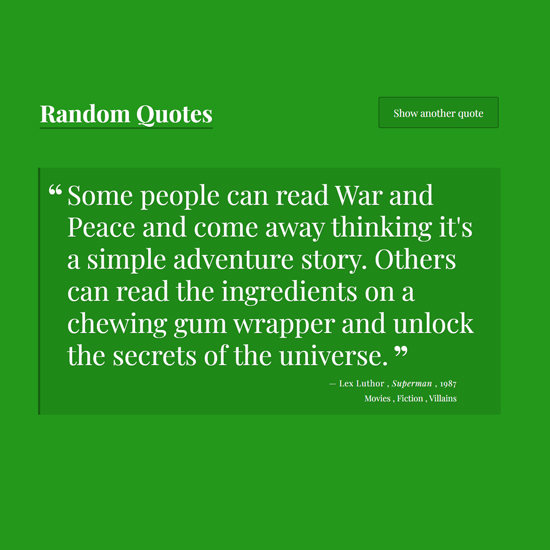 Random Quotes
Show another quote
“ Some people can read War and
Peace and come away thinking it's
a simple adventure story. Others
can read the ingredients on a
chewing gum wrapper and unlock
the secrets of the universe. ”
— Lex Luthor , Superman , 1987
Movies , Fiction , Villains